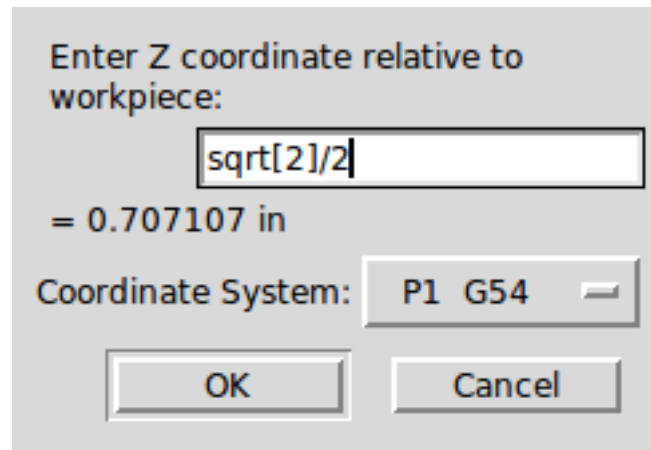 Enter Z coordinate relative to
workpiece:
sqrt[2]/2
= 0.707107 in
Coordinate System: P1 G54
OK Cancel